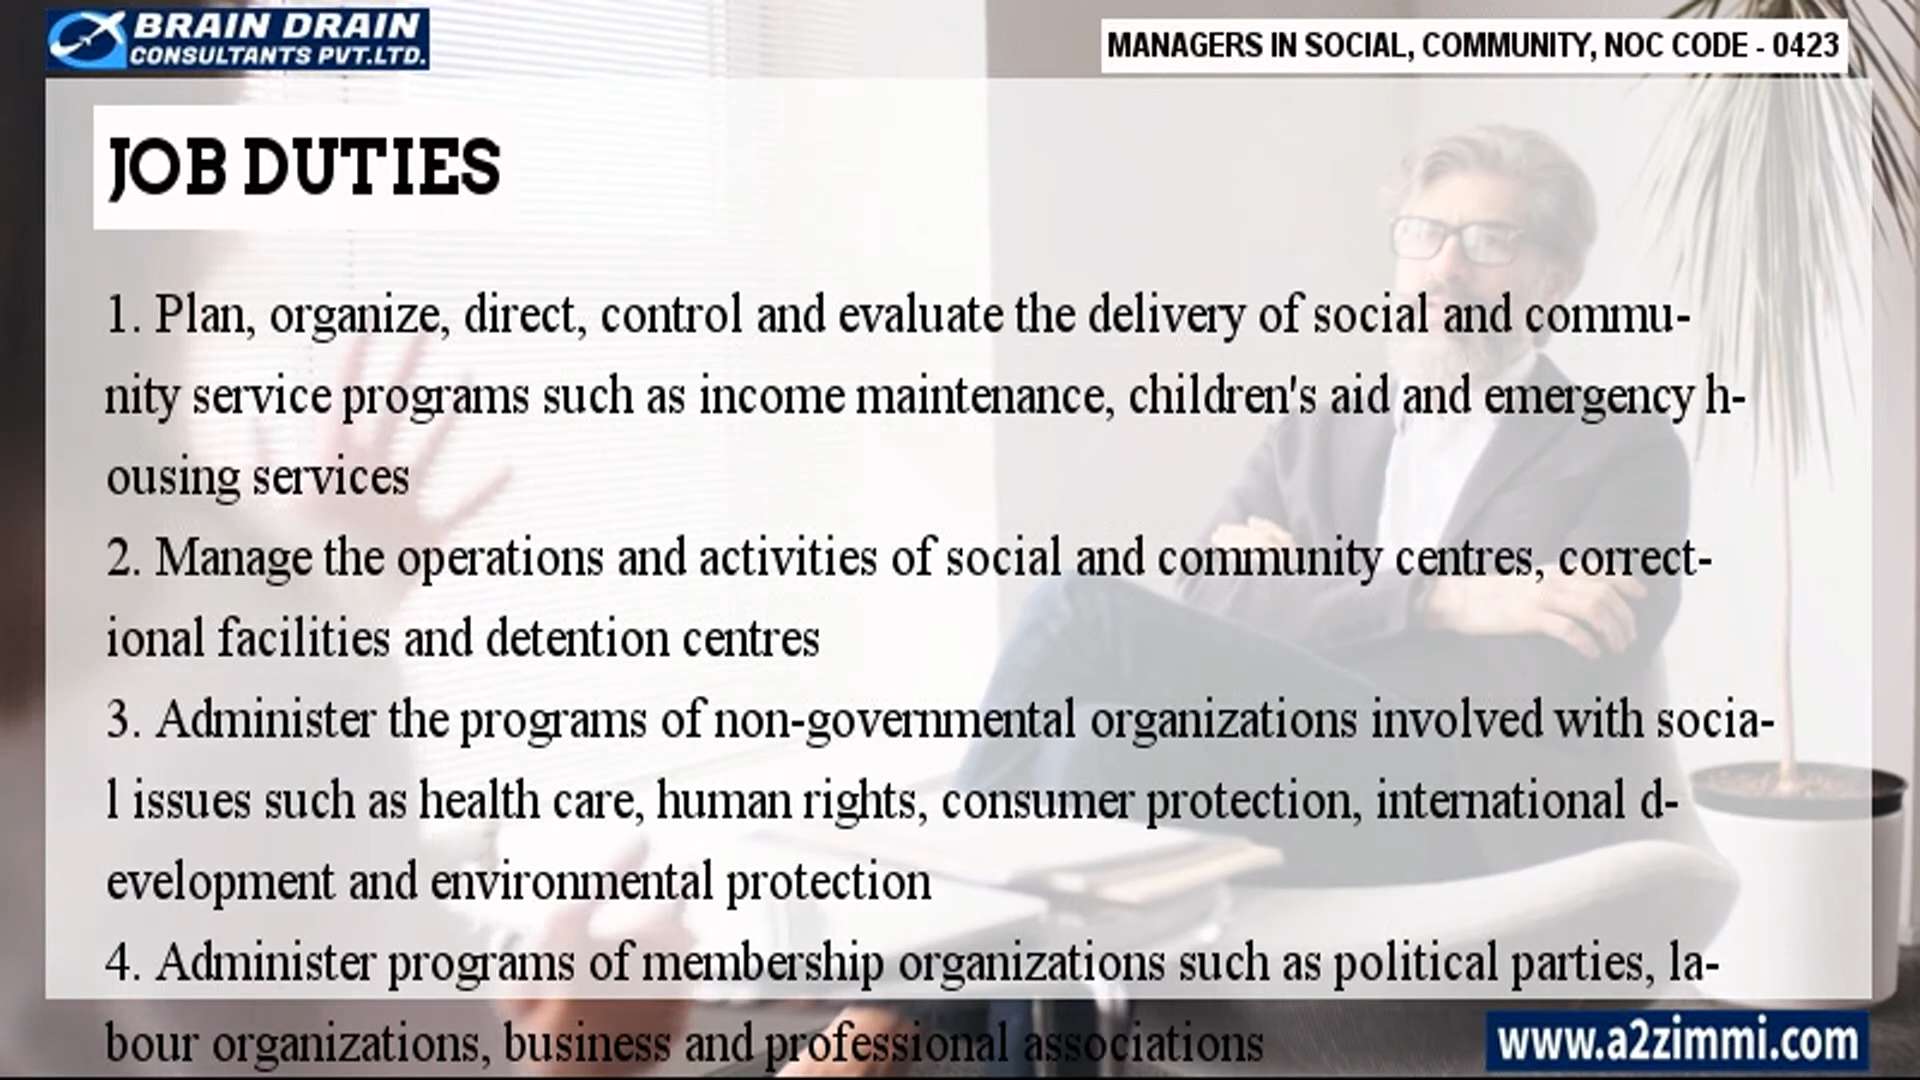 BRAIN DRAIN
CONSULTANTS PVT.LTD.
MANAGERS IN SOCIAL, COMMUNITY, NOC CODE - 0423
JOB DUTIES
1. Plan, organize, direct, control and evaluate the delivery of social and commu-
nity service programs such as income maintenance, children's aid and emergency h-
ousing services
2. Manage the operations and activities of social and community centres, correct-
ional facilities and detention centres
3. Administer the programs of non-governmental organizations involved with socia-
l issues such as health care, human rights, consumer protection, international d-
evelopment and environmental protection
4. Administer programs of membership organizations such as political parties, la-
bour organizations, business and professional associations
www.a2zimmi.com